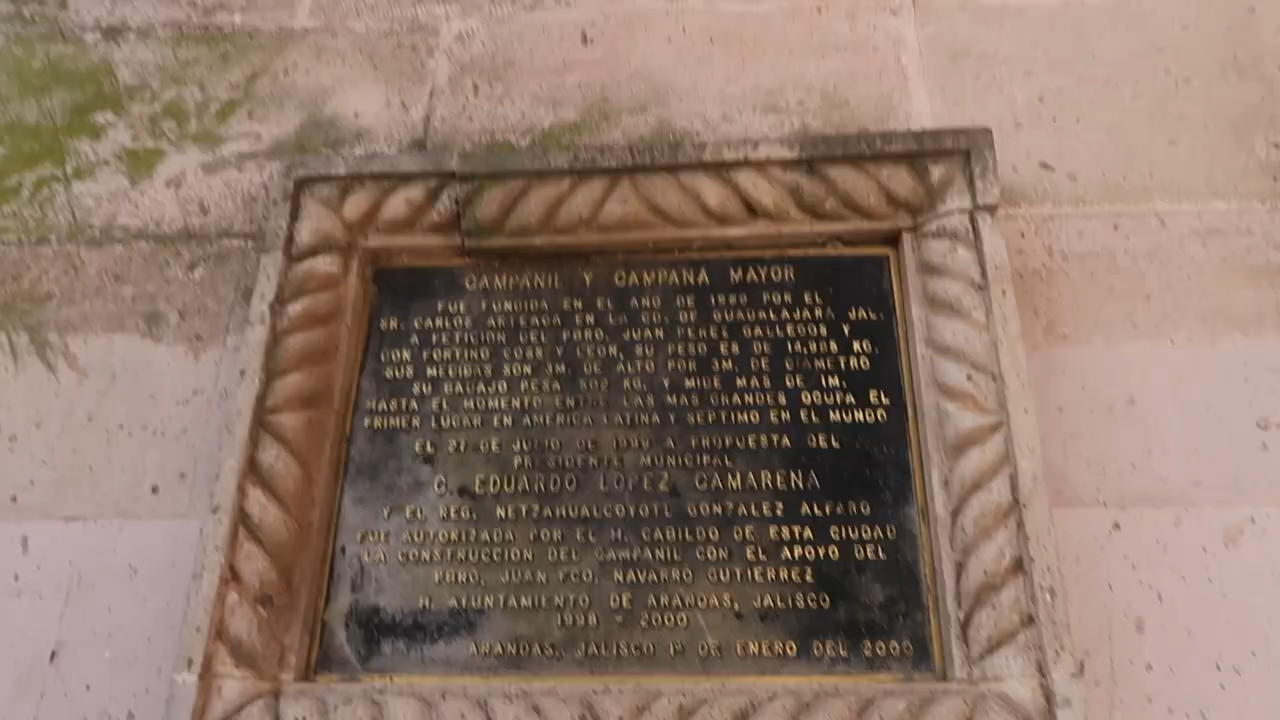 CAMPANIL Y CAMPANA MAYOR
FUE FUNDIDA EN EL AÑO DE POR EL
SR. CARLOS ARTEAGA EN LA CD. DE GUADALAJARA JAL.
A PETICION DEL PBRO. JUAN PEREZ GALLEGOS Y
CON FORTINO COSS Y LEON, SU PESO ES DE KG.
SUS MEDIDAS SON 3M. DE ALTO POR 3M. DE DIAMETRO
SU BADAJO PESA KG. Y MIDE MAS DE 1M.
HASTA EL MOMENTO ENTRE LAS MAS GRANDES OCUPA EL
PRIMER LUGAR EN AMERICA LATINA Y SEPTIMO EN EL MUNDO
EL 27 DE JULIO DE A PROPUESTA DEL
PRESIDENTE MUNICIPAL
C. EDUARDO LOPEZ CAMARENA
Y EL REG. NETZAHUALCOYOTL GONZALEZ ALFARO
FUE AUTORIZADA POR EL H. CABILDO DE ESTA CIUDAD
LA CONSTRUCCION DEL CAMPANIL CON EL APOYO DEL
PBRO. JUAN FCO. NAVARRO GUTIERREZ
H. AYUNTAMIENTO DE ARANDAS, JALISCO
1998 - 2000
ARANDAS, JALISCO 1º DE ENERO DEL 2000